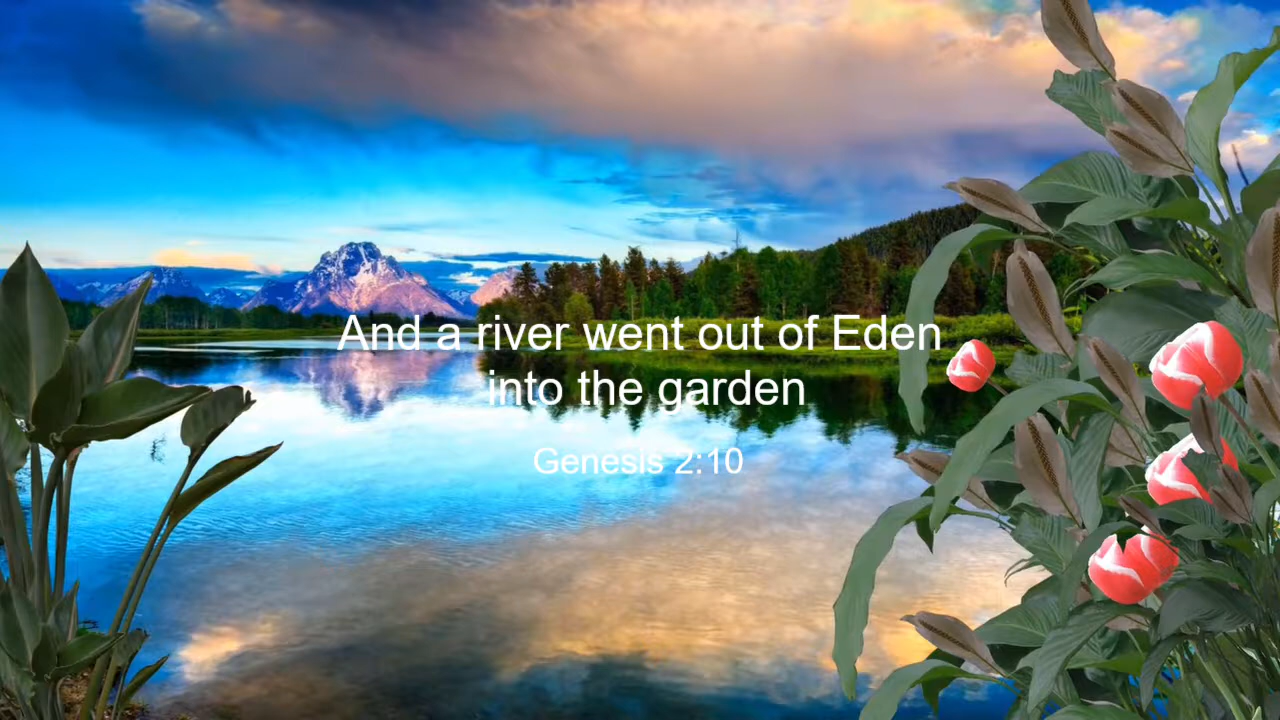 And a river went out of Eden
into the garden
Genesis 2:10